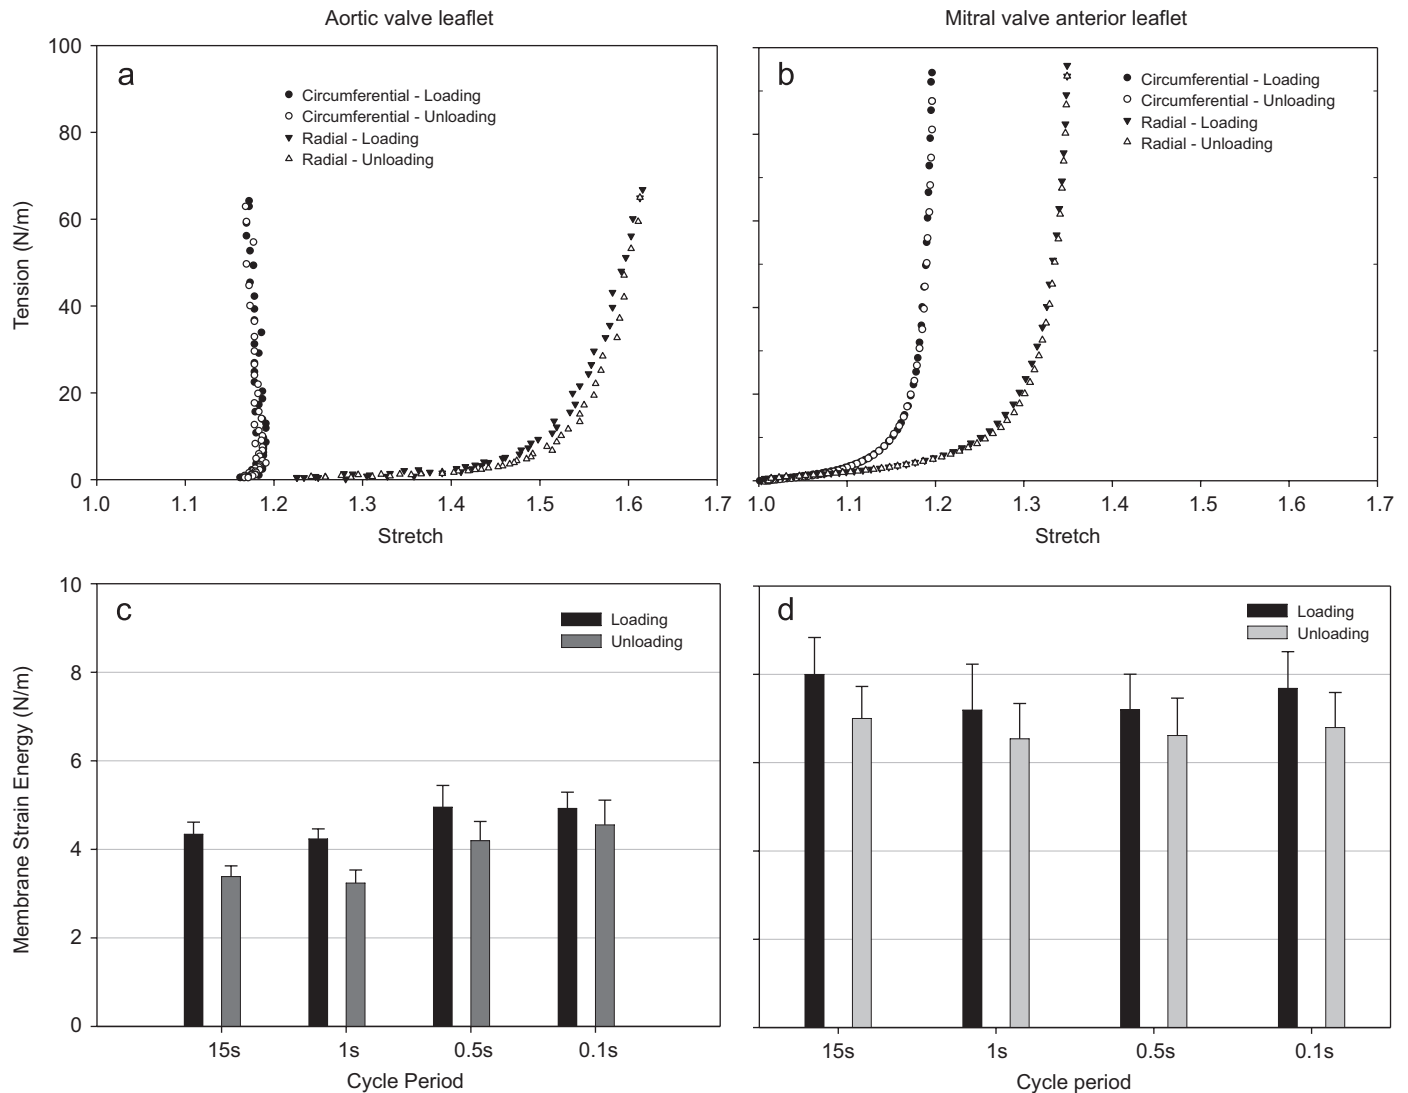 Aortic valve leaflet
Mitral valve anterior leaflet
a
Circumferential - Loading
Circumferential - Unloading
Radial - Loading
Radial - Unloading
100
80
60
40
20
0
Tension (N/m)
1.0 1.1 1.2 1.3 1.4 1.5 1.6 1.7
Stretch
b
Circumferential - Loading
Circumferential - Unloading
Radial - Loading
Radial - Unloading
1.0 1.1 1.2 1.3 1.4 1.5 1.6 1.7
Stretch
c
Loading
Unloading
10
8
6
4
2
0
Membrane Strain Energy (N/m)
15s 1s 0.5s 0.1s
Cycle Period
d
Loading
Unloading
15s 1s 0.5s 0.1s
Cycle period